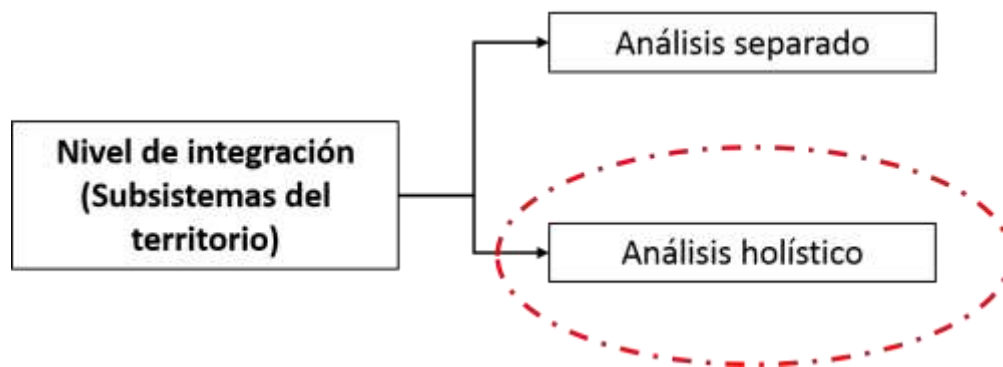 Análisis separado
Nivel de integración
(Subsistemas del
territorio)
Análisis holístico